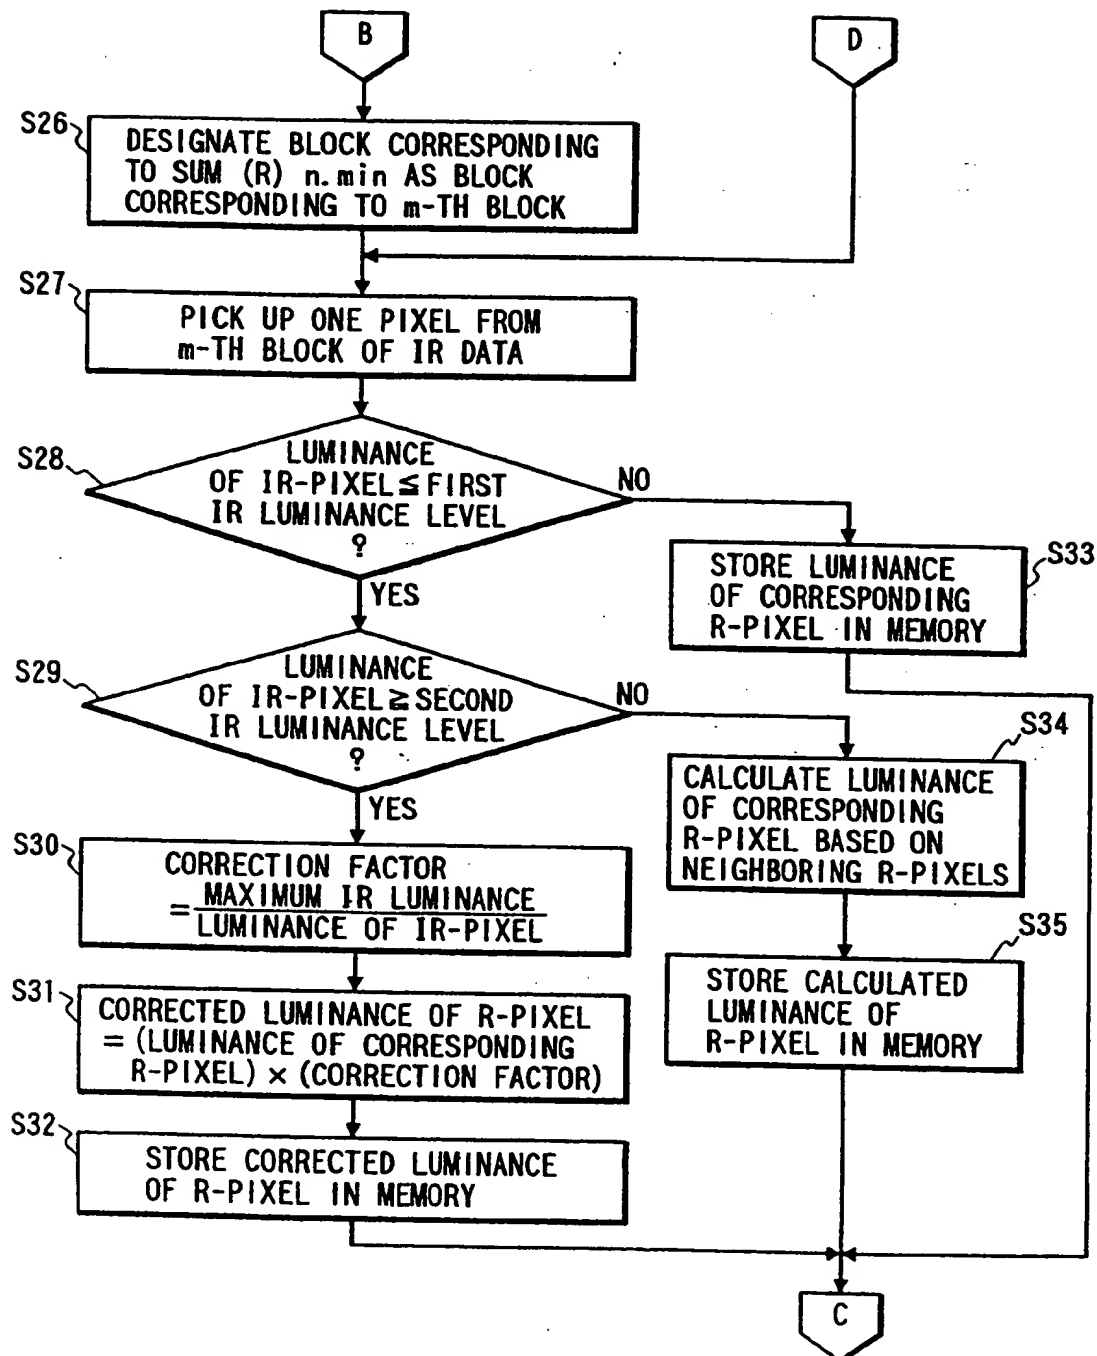 B
D
S26
DESIGNATE BLOCK CORRESPONDING
TO SUM (R) n.min AS BLOCK
CORRESPONDING TO m-TH BLOCK
S27
PICK UP ONE PIXEL FROM
m-TH BLOCK OF IR DATA
S28
LUMINANCE
OF IR-PIXEL ≦ FIRST
IR LUMINANCE LEVEL
?
NO
YES
S33
STORE LUMINANCE
OF CORRESPONDING
R-PIXEL IN MEMORY
S29
LUMINANCE
OF IR-PIXEL ≧ SECOND
IR LUMINANCE LEVEL
?
NO
YES
S34
CALCULATE LUMINANCE
OF CORRESPONDING
R-PIXEL BASED ON
NEIGHBORING R-PIXELS
S30
CORRECTION FACTOR
= MAXIMUM IR LUMINANCE
LUMINANCE OF IR-PIXEL
S35
STORE CALCULATED
LUMINANCE OF
R-PIXEL IN MEMORY
S31
CORRECTED LUMINANCE OF R-PIXEL
= (LUMINANCE OF CORRESPONDING
R-PIXEL) × (CORRECTION FACTOR)
S32
STORE CORRECTED LUMINANCE
OF R-PIXEL IN MEMORY
C